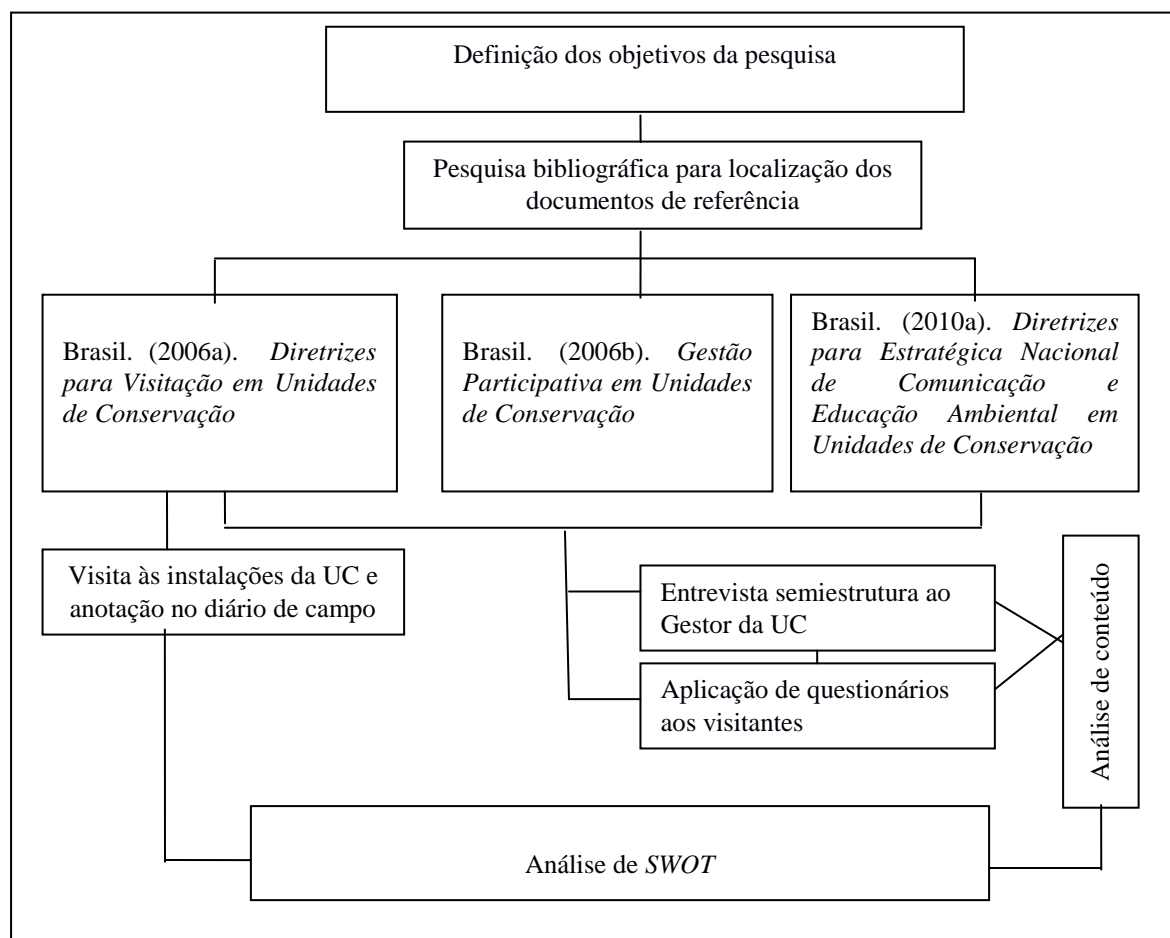 Definição dos objetivos da pesquisa
Pesquisa bibliográfica para localização dos
documentos de referência
Brasil. (2006a). Diretrizes
para Visitação em Unidades
de Conservação
Brasil. (2006b). Gestão
Participativa em Unidades
de Conservação
Brasil. (2010a). Diretrizes
para Estratégica Nacional
de Comunicação e
Educação Ambiental em
Unidades de Conservação
Visita às instalações da UC e
anotação no diário de campo
Entrevista semiestrutura ao
Gestor da UC
Aplicação de questionários
aos visitantes
Análise de conteúdo
Análise de SWOT